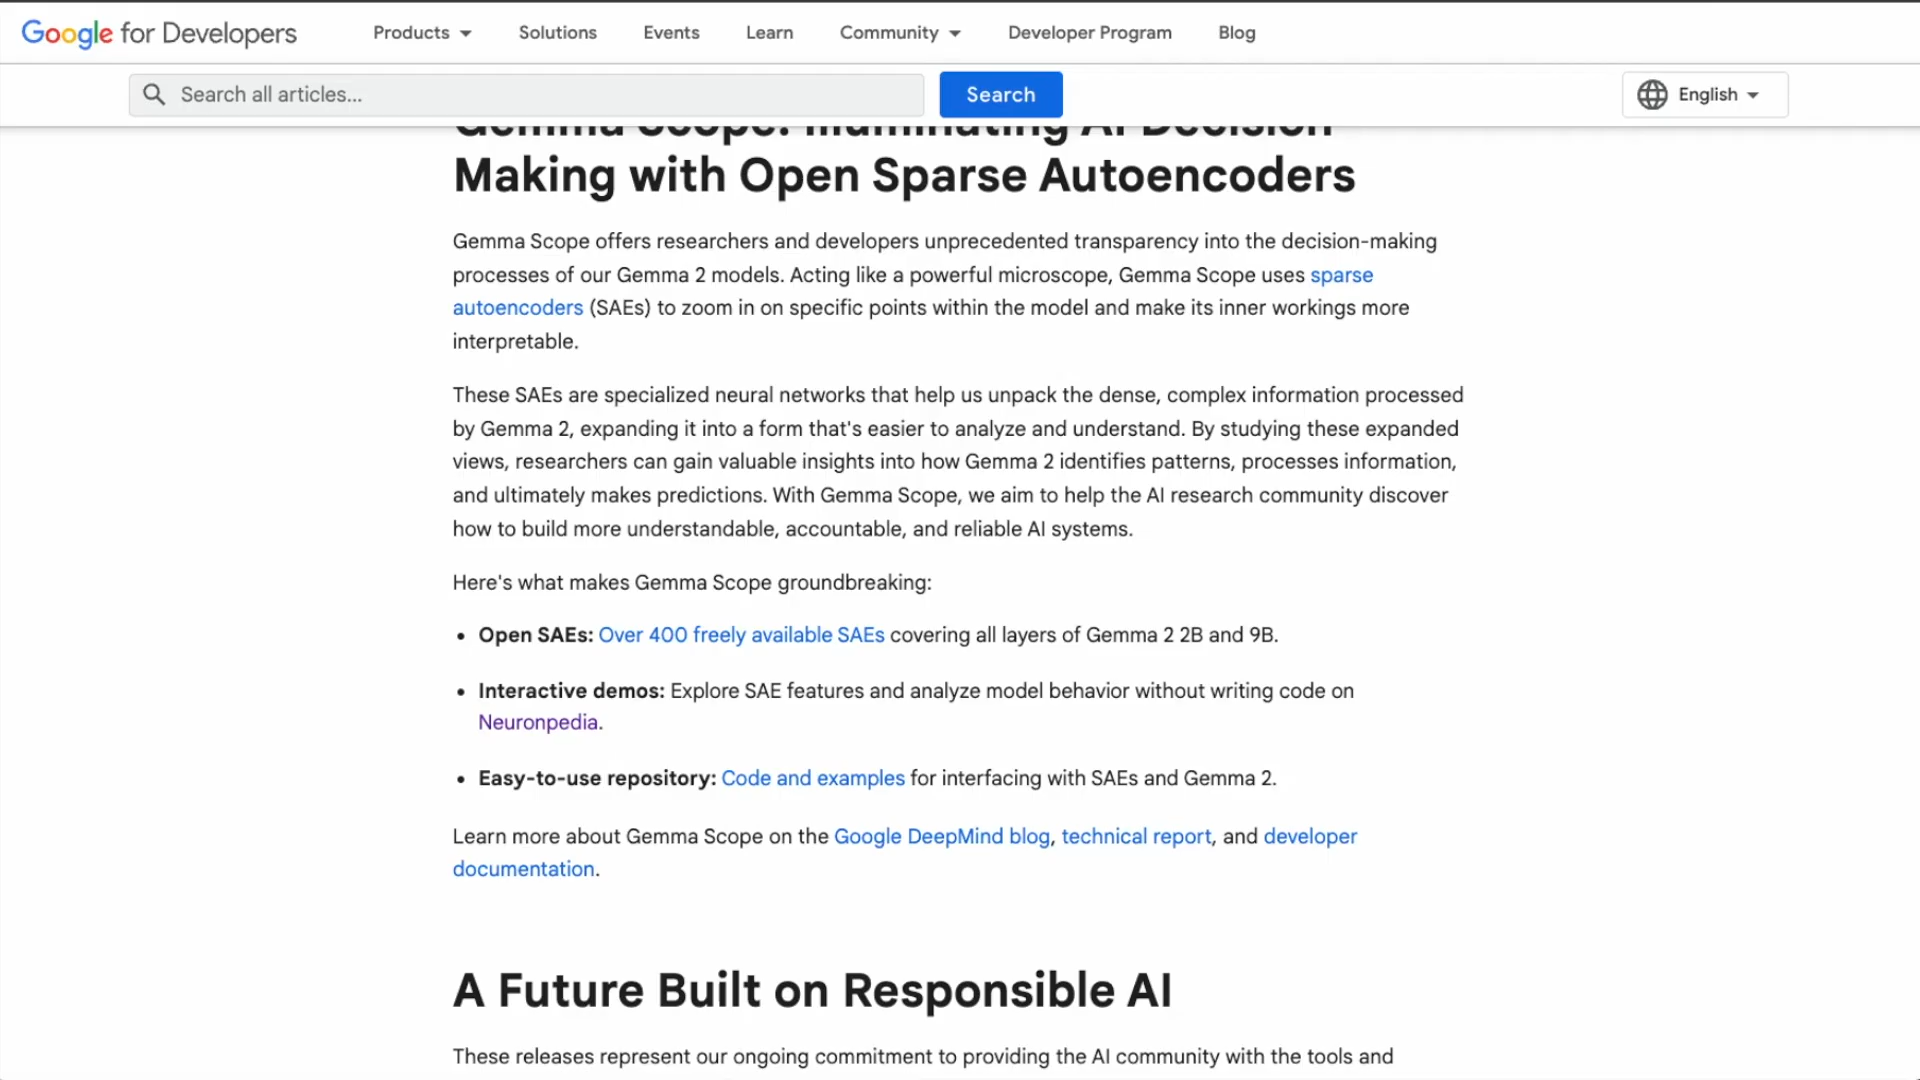 Google for Developers
Products
Solutions
Events
Learn
Community
Developer Program
Blog
Search all articles...
Search
English
Gemma Scope: Illuminating AI Decision
Making with Open Sparse Autoencoders
Gemma Scope offers researchers and developers unprecedented transparency into the decision-making
processes of our Gemma 2 models. Acting like a powerful microscope, Gemma Scope uses sparse
autoencoders (SAEs) to zoom in on specific points within the model and make its inner workings more
interpretable.
These SAEs are specialized neural networks that help us unpack the dense, complex information processed
by Gemma 2, expanding it into a form that's easier to analyze and understand. By studying these expanded
views, researchers can gain valuable insights into how Gemma 2 identifies patterns, processes information,
and ultimately makes predictions. With Gemma Scope, we aim to help the AI research community discover
how to build more understandable, accountable, and reliable AI systems.
Here's what makes Gemma Scope groundbreaking:
• Open SAEs: Over 400 freely available SAEs covering all layers of Gemma 2 2B and 9B.
• Interactive demos: Explore SAE features and analyze model behavior without writing code on
Neuronpedia.
• Easy-to-use repository: Code and examples for interfacing with SAEs and Gemma 2.
Learn more about Gemma Scope on the Google DeepMind blog, technical report, and developer
documentation.
A Future Built on Responsible AI
These releases represent our ongoing commitment to providing the AI community with the tools and